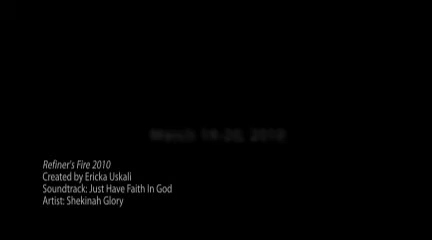 March 19-20, 2010
Refiner's Fire 2010
Created by Ericka Uskali
Soundtrack: Just Have Faith In God
Artist: Shekinah Glory